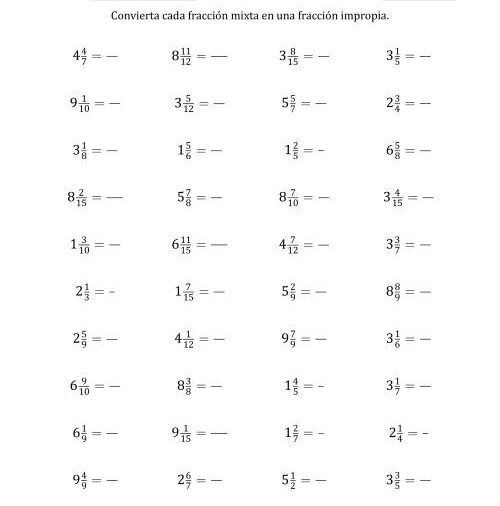 Convierta cada fracción mixta en una fracción impropia.
4 4/7 = — 8 11/12 = — 3 8/15 = — 3 1/5 = —
9 1/10 = — 3 5/12 = — 5 5/7 = — 2 3/4 = —
3 1/8 = — 1 5/6 = — 1 2/5 = - 6 5/8 = —
8 2/15 = — 5 7/8 = — 8 7/10 = — 3 4/15 = —
1 3/10 = — 6 11/15 = — 4 7/12 = — 3 3/7 = —
2 1/3 = - 1 7/15 = — 5 2/9 = — 8 8/9 = —
2 5/9 = — 4 1/12 = — 9 7/9 = — 3 1/6 = —
6 9/10 = — 8 3/8 = — 1 4/5 = - 3 1/7 = —
6 1/9 = — 9 1/15 = — 1 2/7 = - 2 1/4 = -
9 4/9 = — 2 6/7 = — 5 1/2 = — 3 3/5 = —